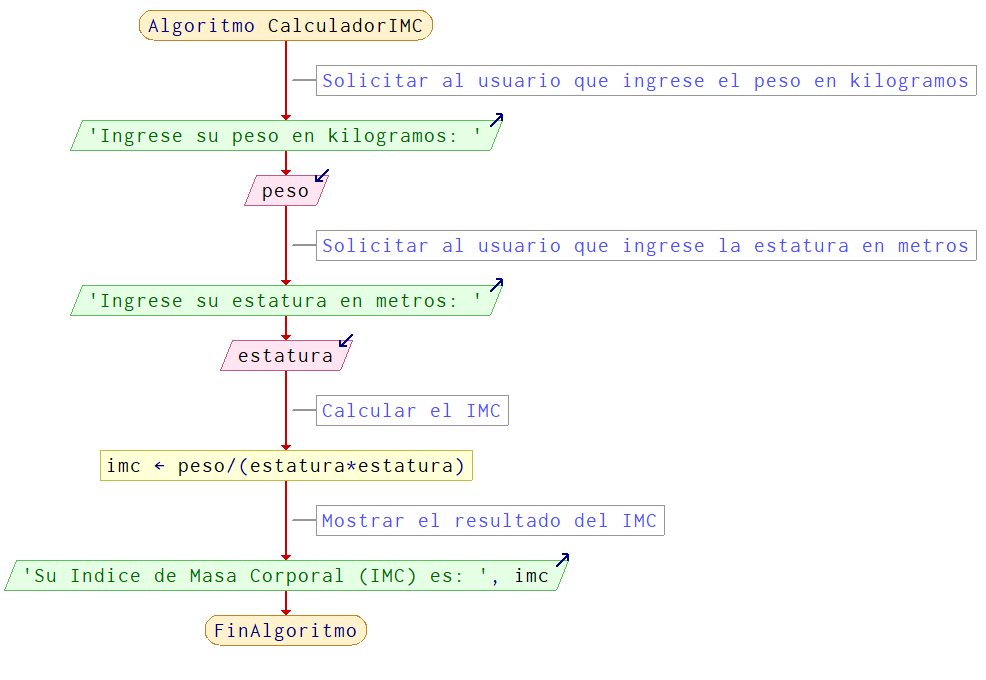 Algoritmo CalculadorIMC
Solicitar al usuario que ingrese el peso en kilogramos
'Ingrese su peso en kilogramos: '
peso
Solicitar al usuario que ingrese la estatura en metros
'Ingrese su estatura en metros: '
estatura
Calcular el IMC
imc ← peso/(estatura*estatura)
Mostrar el resultado del IMC
'Su Indice de Masa Corporal (IMC) es: ', imc
FinAlgoritmo